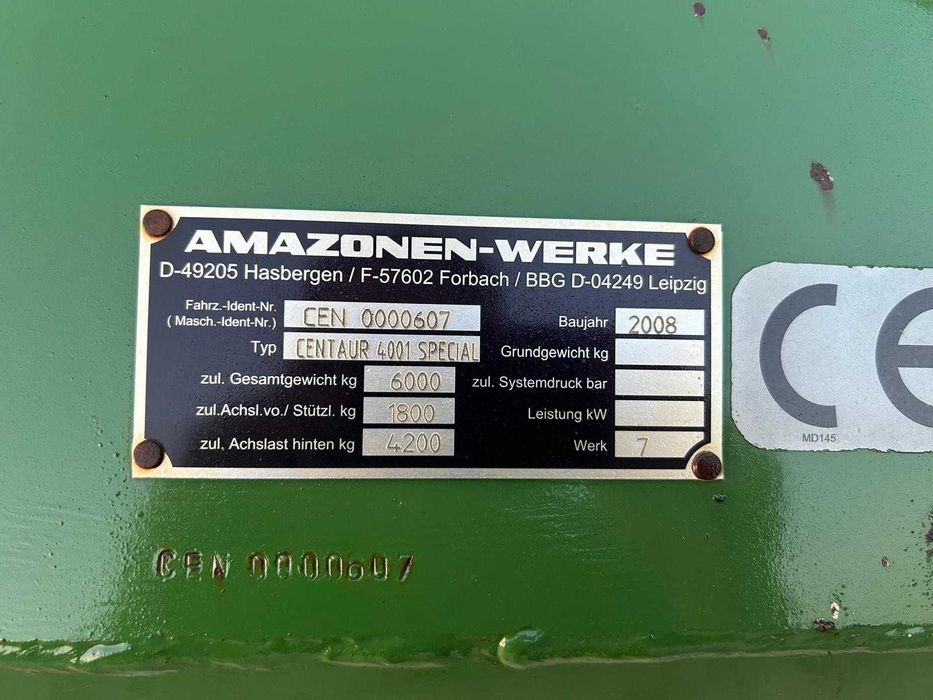 AMAZONEN-WERKE
D-49205 Hasbergen / F-57602 Forbach / BBG D-04249 Leipzig
Fahrz.-Ident-Nr.
( Masch.-Ident-Nr.) CEN 0000607
Baujahr 2008
Typ CENTAUR 4001 SPECIAL
Grundgewicht kg
zul. Gesamtgewicht kg 6000
zul. Systemdruck bar
zul.Achsl.vo./ Stützl. kg 1800
Leistung kW
zul. Achslast hinten kg 4200
Werk 7
CE
MD145
CEN 0000607